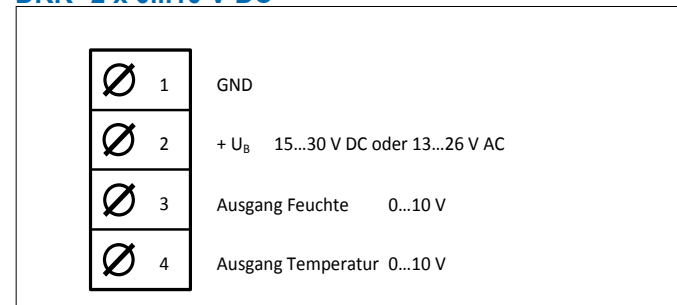 1 GND
2 + UB 15...30 V DC oder 13...26 V AC
3 Ausgang Feuchte 0...10 V
4 Ausgang Temperatur 0...10 V